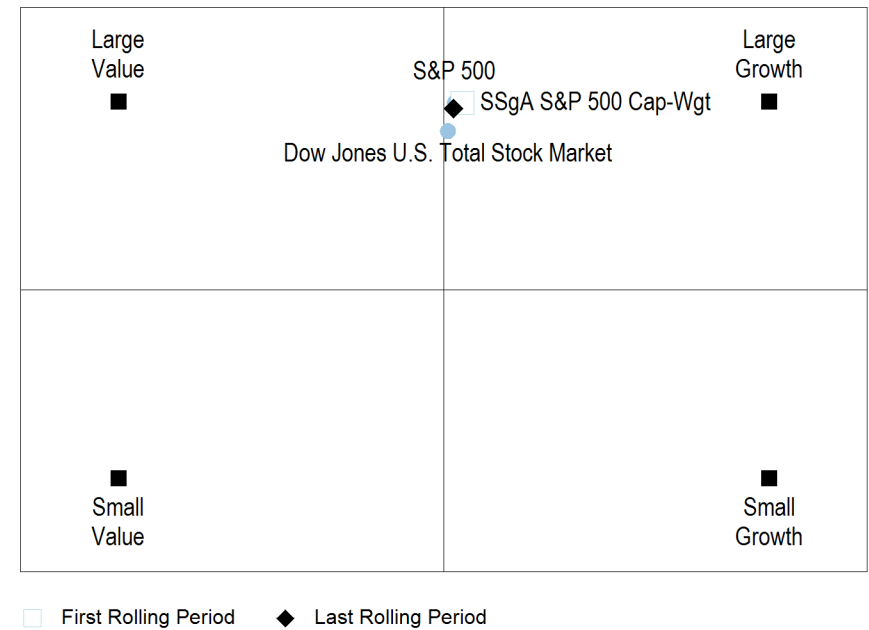 Large
Value
Large
Growth
S&P 500
SSgA S&P 500 Cap-Wgt
Dow Jones U.S. Total Stock Market
Small
Value
Small
Growth
First Rolling Period
Last Rolling Period